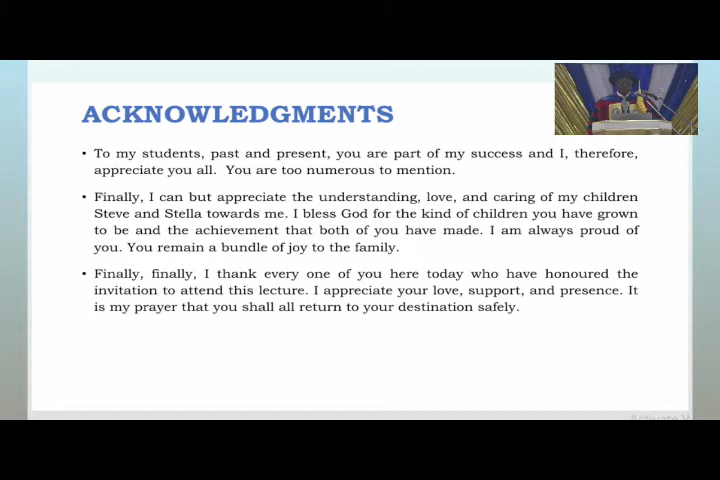 ACKNOWLEDGMENTS
• To my students, past and present, you are part of my success and I, therefore,
appreciate you all.  You are too numerous to mention.
• Finally, I can but appreciate the understanding, love, and caring of my children
Steve and Stella towards me. I bless God for the kind of children you have grown
to be and the achievement that both of you have made. I am always proud of
you. You remain a bundle of joy to the family.
• Finally, finally, I thank every one of you here today who have honoured the
invitation to attend this lecture. I appreciate your love, support, and presence. It
is my prayer that you shall all return to your destination safely.
Activate W